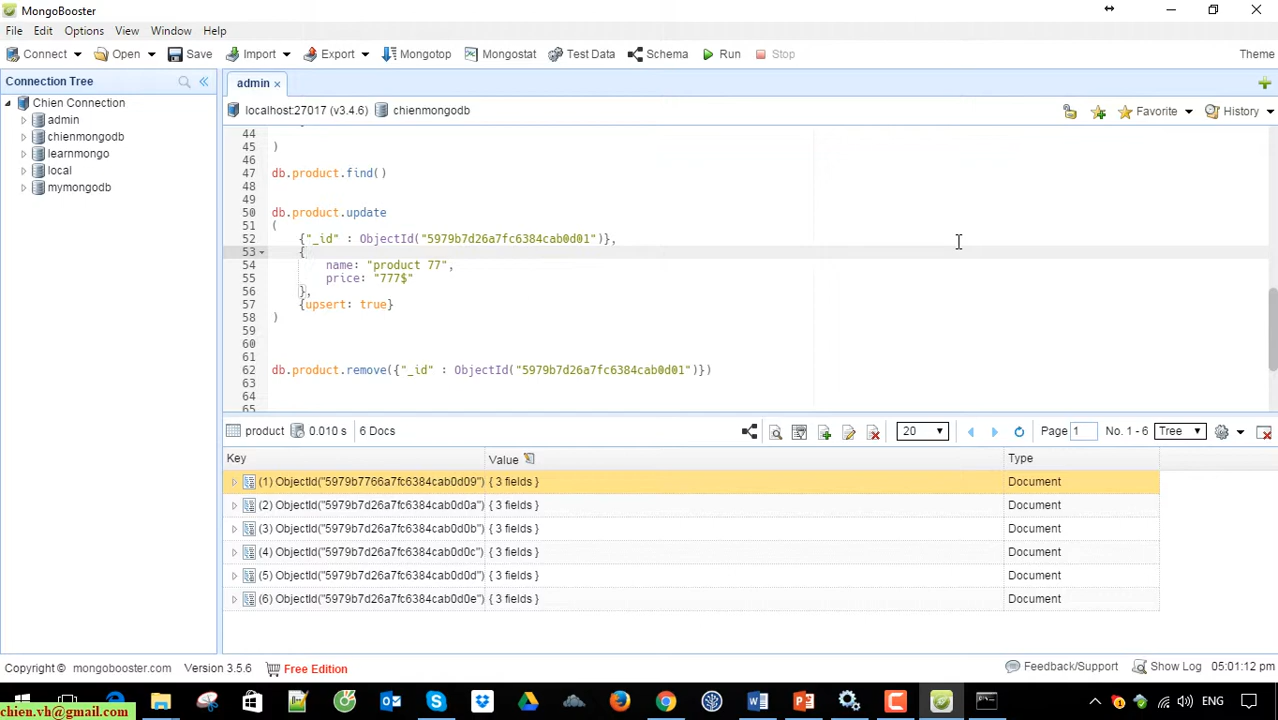 MongoBooster
File Edit Options View Window Help
Connect Open Save Import Export Mongotop Mongostat Test Data Schema Run Stop Theme
Connection Tree
Chien Connection
admin
chienmongodb
learnmongo
local
mymongodb
admin
localhost:27017 (v3.4.6) chienmongodb
Favorite History
44
45 )
46
47 db.product.find()
48
49
50 db.product.update
51 (
52 {"_id" : ObjectId("5979b7d26a7fc6384cab0d01")},
53 {
54 name: "product 77",
55 price: "777$"
56 },
57 {upsert: true}
58 )
59
60
61
62 db.product.remove({"_id" : ObjectId("5979b7d26a7fc6384cab0d01")})
63
64
65
product 0.010 s 6 Docs 20 Page 1 No. 1 - 6 Tree
Key Value Type
(1) ObjectId("5979b7766a7fc6384cab0d09") { 3 fields } Document
(2) ObjectId("5979b7d26a7fc6384cab0d0a") { 3 fields } Document
(3) ObjectId("5979b7d26a7fc6384cab0d0b") { 3 fields } Document
(4) ObjectId("5979b7d26a7fc6384cab0d0c") { 3 fields } Document
(5) ObjectId("5979b7d26a7fc6384cab0d0d") { 3 fields } Document
(6) ObjectId("5979b7d26a7fc6384cab0d0e") { 3 fields } Document
Copyright © mongobooster.com Version 3.5.6 Free Edition Feedback/Support Show Log 05:01:12 pm
ENG
chien.vh@gmail.com